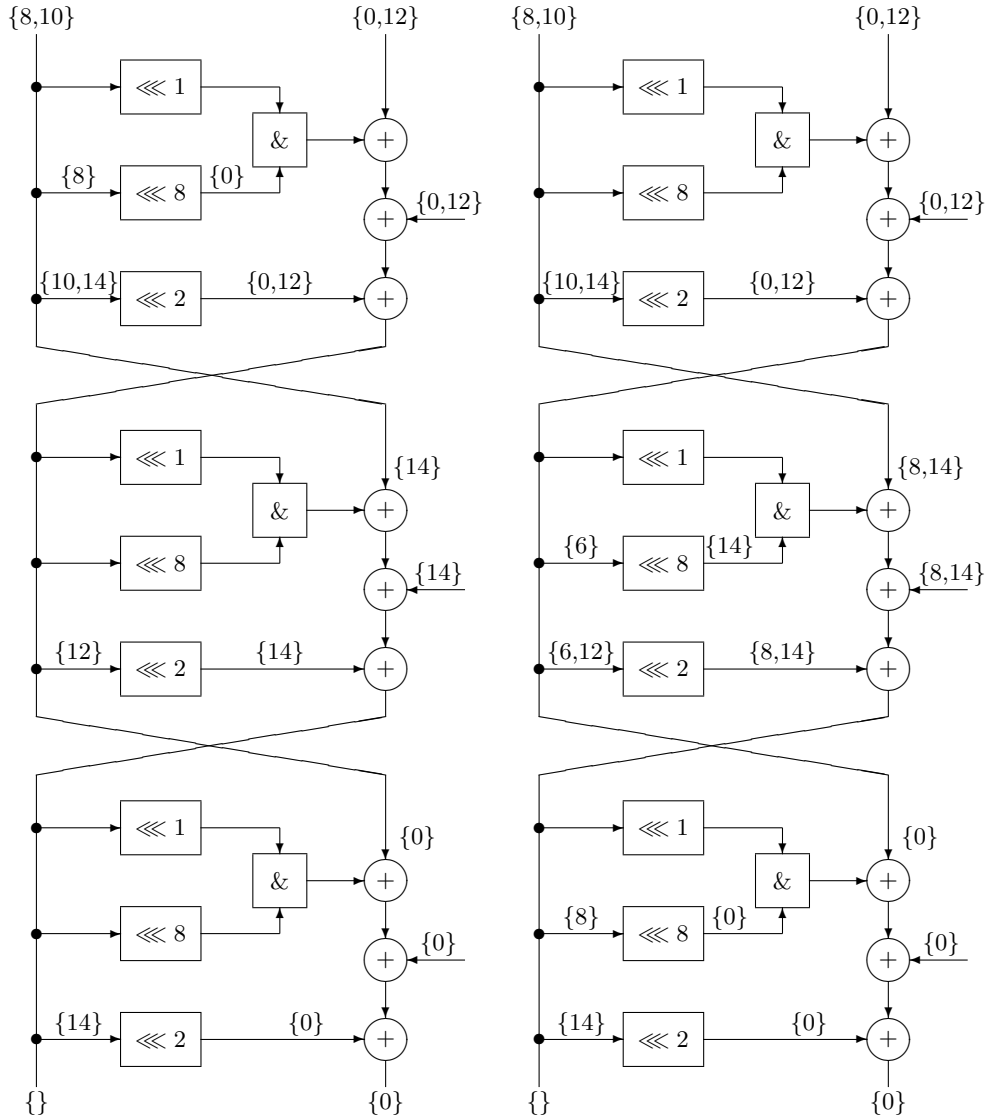 {8,10} {0,12} {8,10} {0,12}
⋘ 1 ⋘ 1
& + & +
{8} ⋘ 8 {0} ⋘ 8
+ {0,12} + {0,12}
{10,14} ⋘ 2 {0,12} + {10,14} ⋘ 2 {0,12} +
⋘ 1 {14} ⋘ 1 {8,14}
& + & +
⋘ 8 {6} ⋘ 8 {14}
+ {14} + {8,14}
{12} ⋘ 2 {14} + {6,12} ⋘ 2 {8,14} +
⋘ 1 {0} ⋘ 1 {0}
& + & +
⋘ 8 {8} ⋘ 8 {0}
+ {0} + {0}
{14} ⋘ 2 {0} + {14} ⋘ 2 {0} +
{} {0} {} {0}